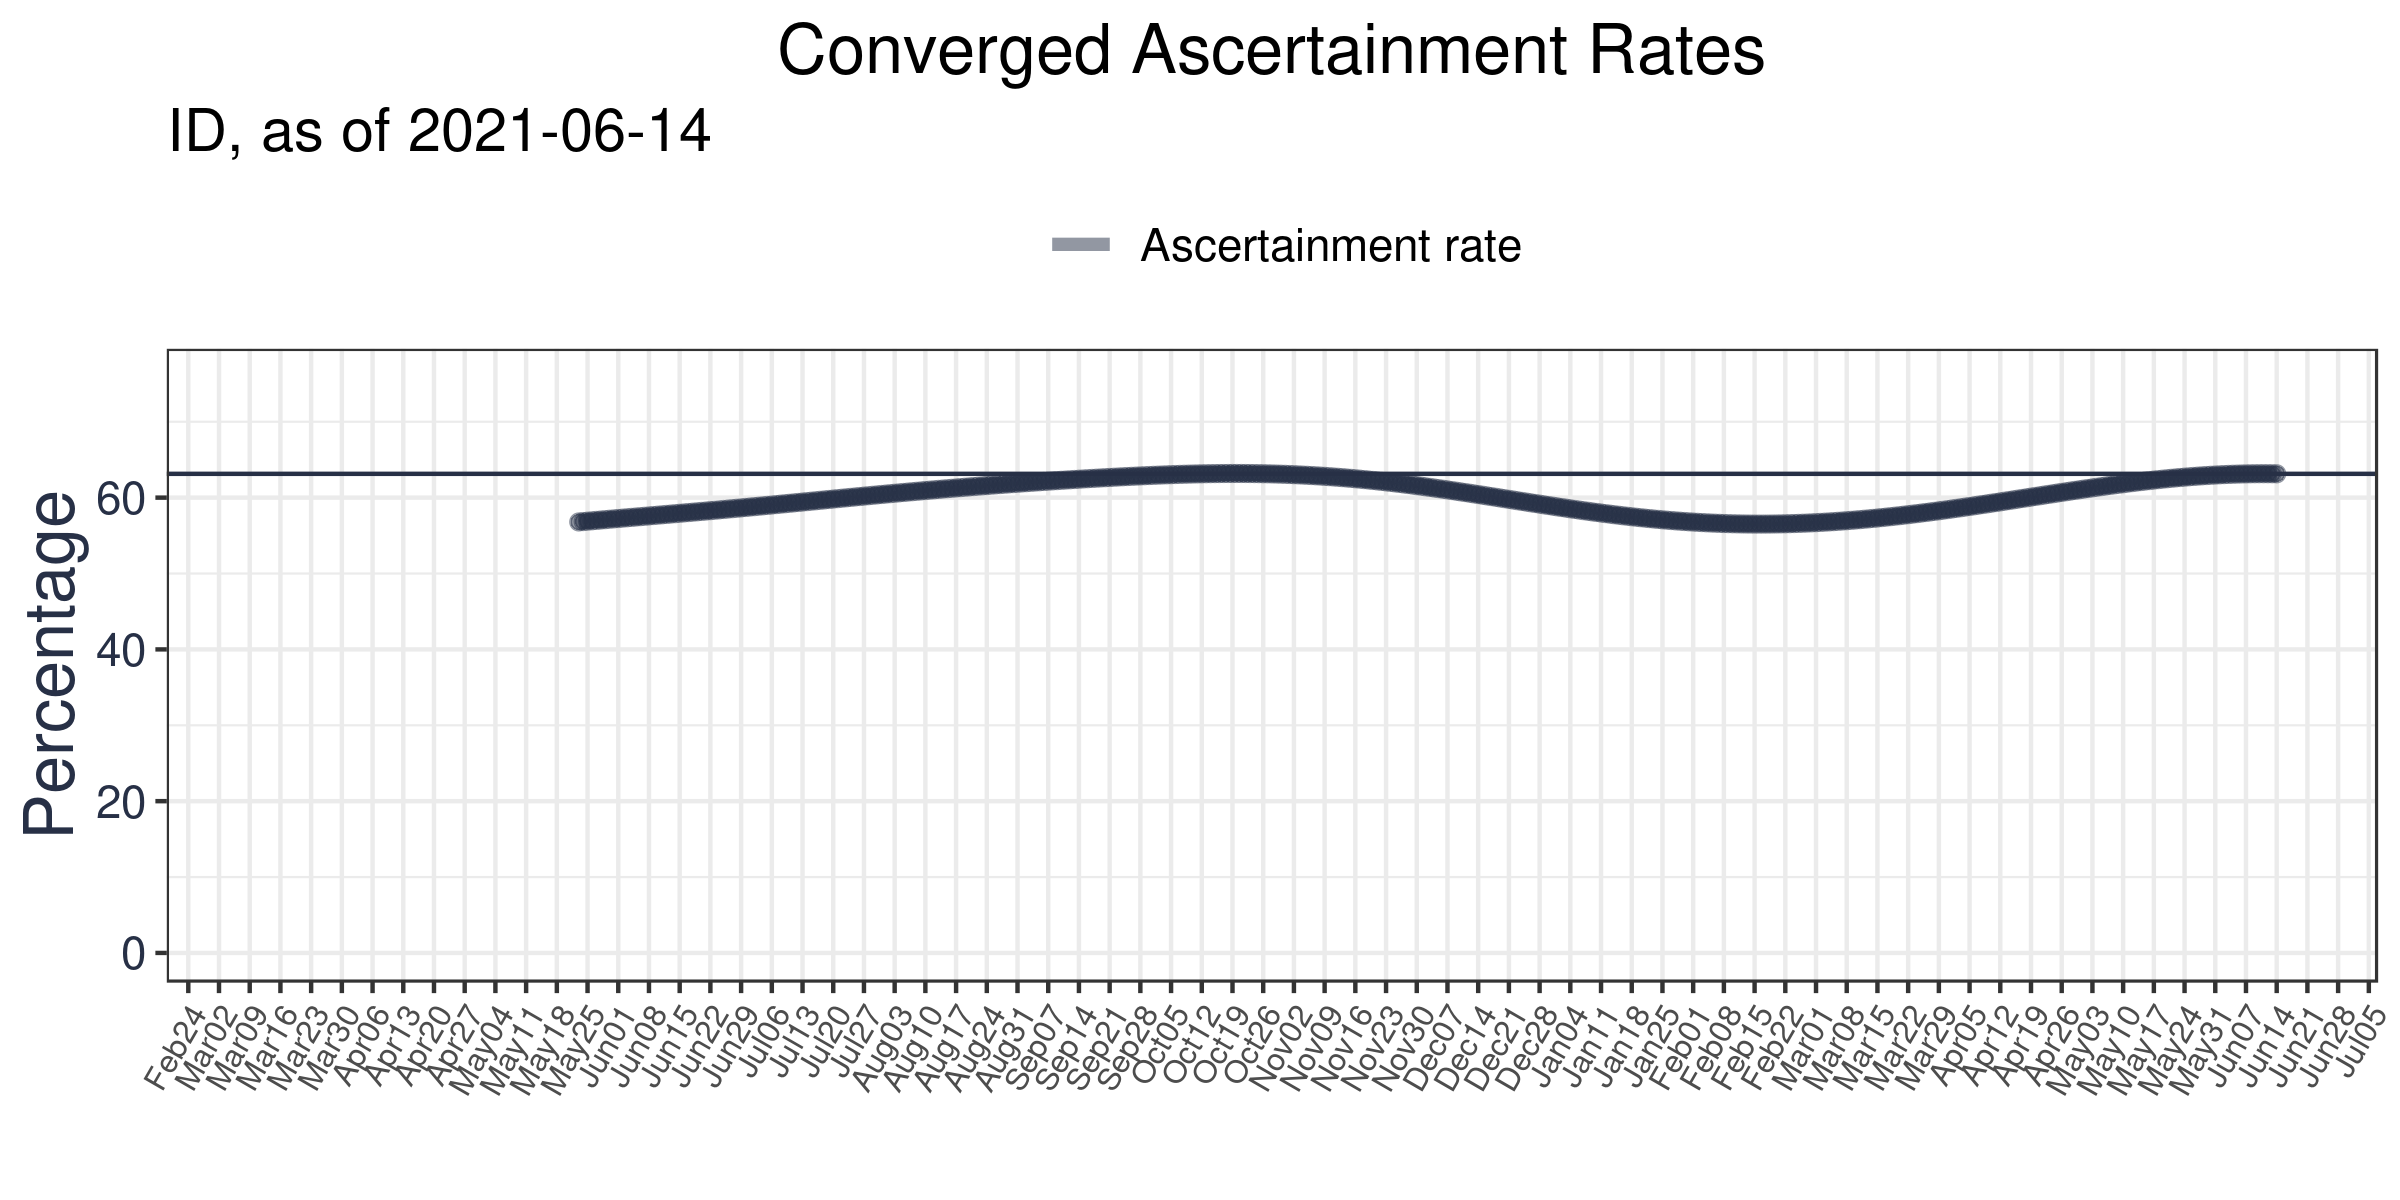 Converged Ascertainment Rates
ID, as of 2021-06-14
Ascertainment rate
Percentage
60
40
20
0
Feb24 Mar02 Mar09 Mar16 Mar23 Mar30 Apr06 Apr13 Apr20 Apr27 May04 May11 May18 May25 Jun01 Jun08 Jun15 Jun22 Jun29 Jul06 Jul13 Jul20 Jul27 Aug03 Aug10 Aug17 Aug24 Aug31 Sep07 Sep14 Sep21 Sep28 Oct05 Oct12 Oct19 Oct26 Nov02 Nov09 Nov16 Nov23 Nov30 Dec07 Dec14 Dec21 Dec28 Jan04 Jan11 Jan18 Jan25 Feb01 Feb08 Feb15 Feb22 Mar01 Mar08 Mar15 Mar22 Mar29 Apr05 Apr12 Apr19 Apr26 May03 May10 May17 May24 May31 Jun07 Jun14 Jun21 Jun28 Jul05